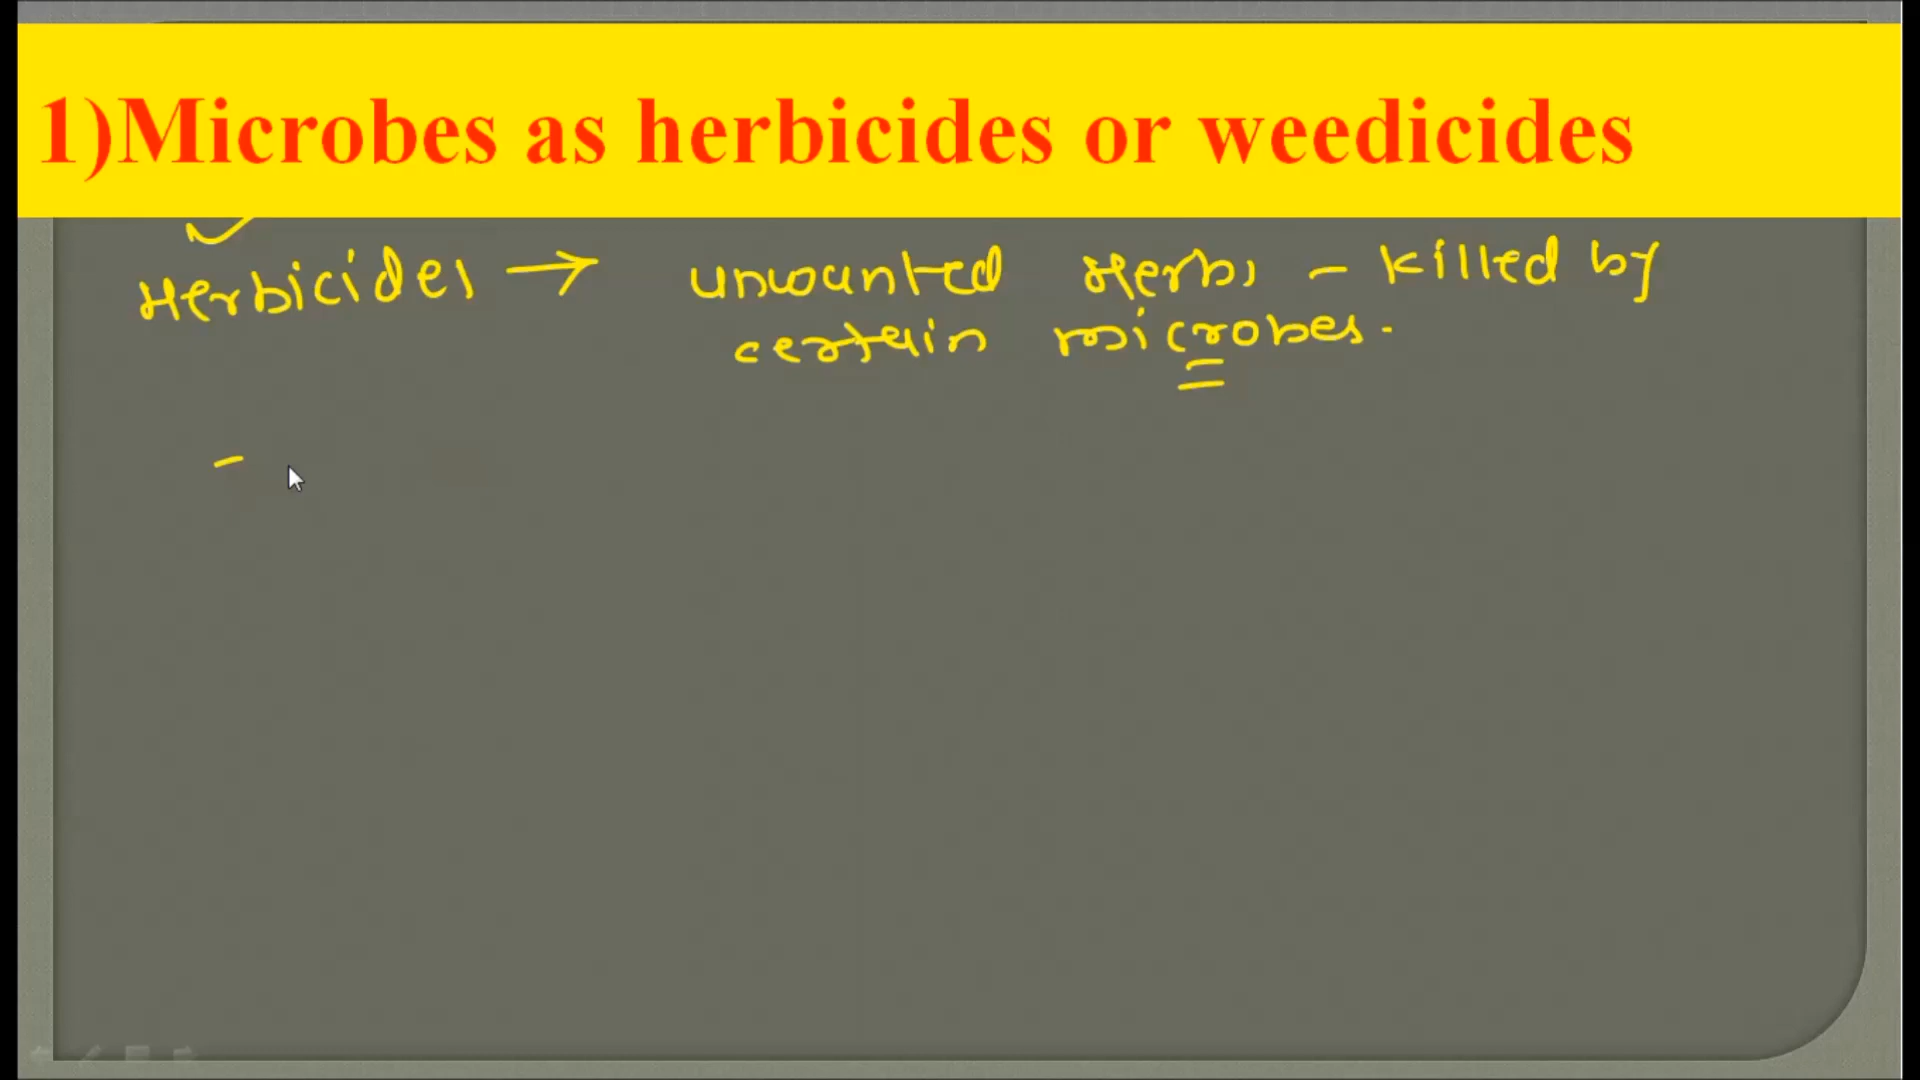 1)Microbes as herbicides or weedicides
Herbicides → unwanted Herbs - killed by
certain microbes.
-